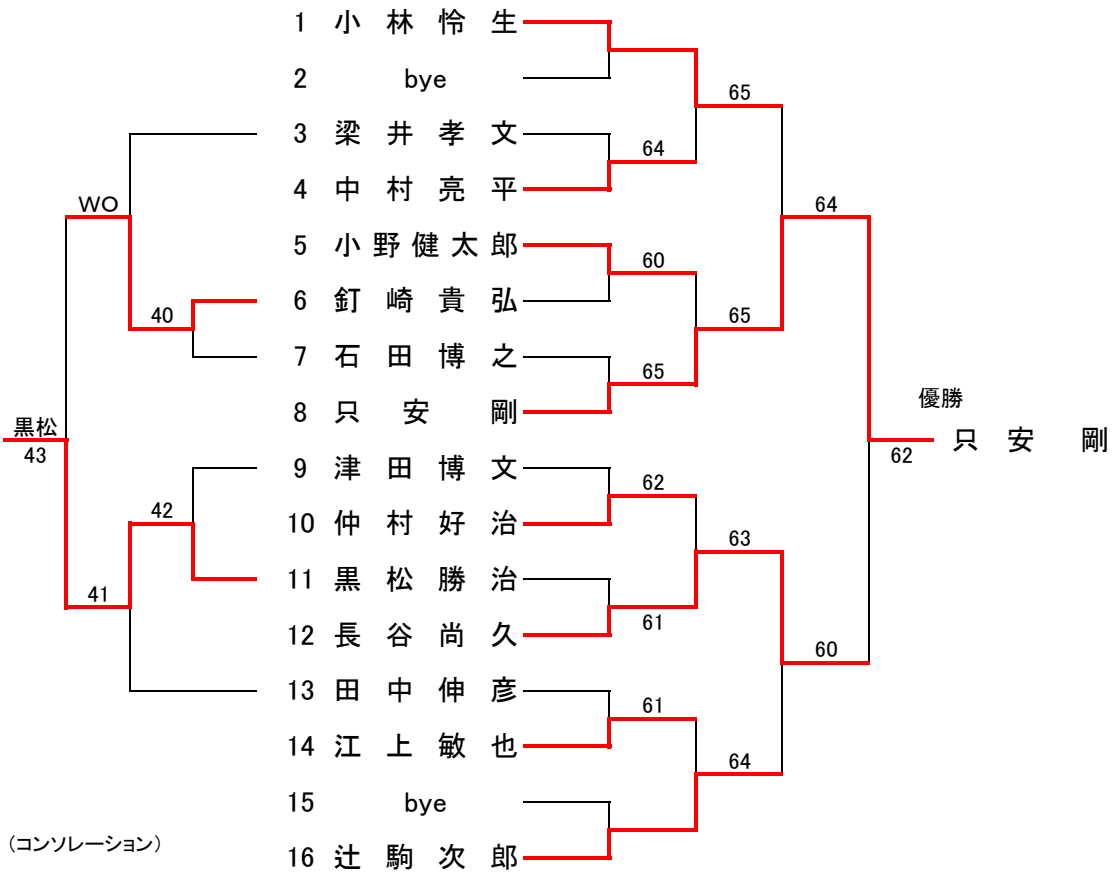 1 小 林 怜 生
2 bye
65
3 梁 井 孝 文
64
4 中 村 亮 平
WO
64
5 小 野 健 太 郎
60
6 釘 崎 貴 弘
40
65
7 石 田 博 之
65
8 只 安 剛
優勝
黒松
43
62
只 安 剛
9 津 田 博 文
62
42
10 仲 村 好 治
63
11 黒 松 勝 治
41
61
12 長 谷 尚 久
60
13 田 中 伸 彦
61
14 江 上 敏 也
64
15 bye
(コンソレーション)
16 辻 駒 次 郎